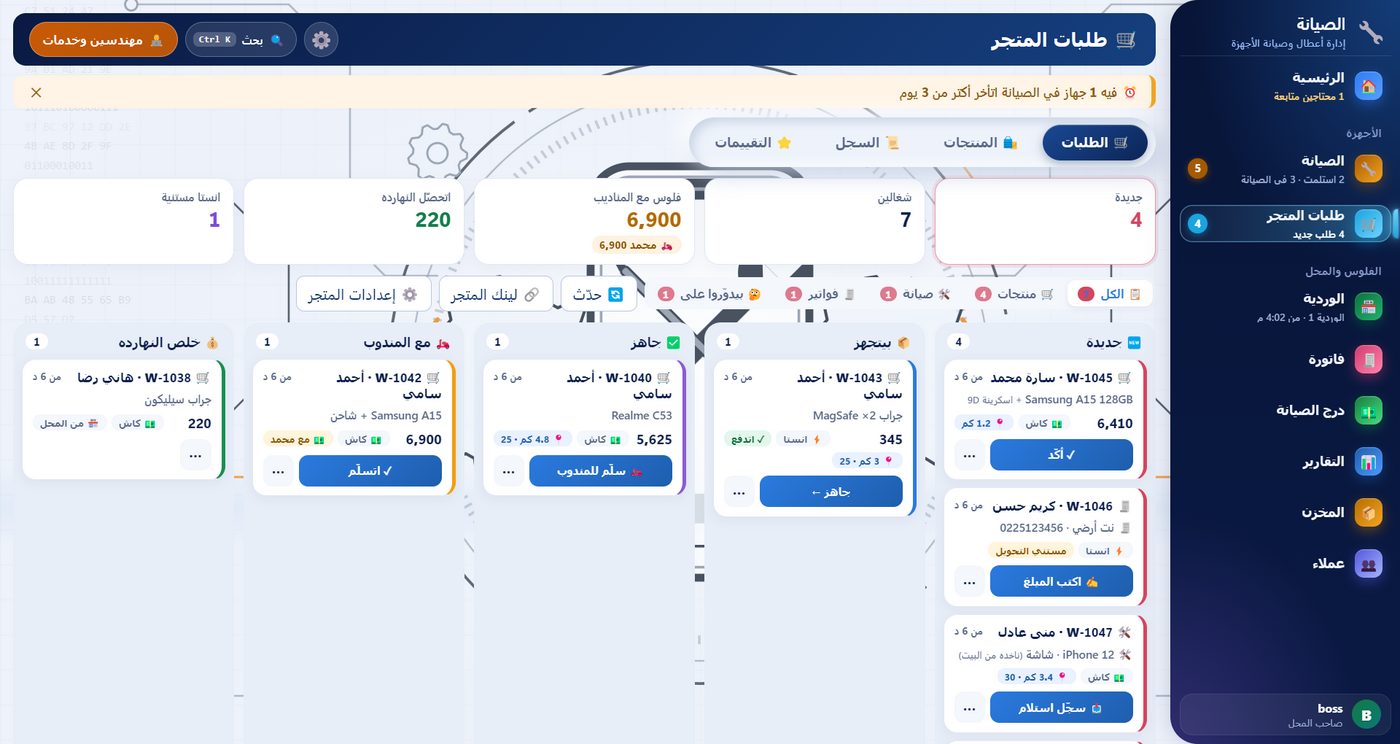 الصيانة
إدارة أعطال وصيانة الأجهزة
الرئيسية
1 محتاجين متابعة
الأجهزة
الصيانة
2 استلمت · 3 في الصيانة
5
طلبات المتجر
4 طلب جديد
4
الفلوس والمحل
الوردية
الوردية 1 · من 4:02 م
فاتورة
درج الصيانة
التقارير
المخزن
عملاء
B
boss
صاحب المحل
طلبات المتجر
بحث Ctrl K
مهندسين وخدمات
فيه 1 جهاز في الصيانة اتأخر أكتر من 3 يوم
الطلبات
المنتجات
السجل
التقييمات
جديدة
4
شغالين
7
فلوس مع المناديب
6,900
محمد 6,900
اتحصّل النهارده
220
انستا مستنية
1
الكل
منتجات 4
صيانة 1
فواتير 1
بيدوّروا على 1
حدّث
لينك المتجر
إعدادات المتجر
NEW جديدة 4
W-1045 · سارة محمد
من 6 د
Samsung A15 128GB + اسكرينة 9D
6,410
كاش
1.2 كم
✓ أكّد
...
W-1046 · كريم حسن
من 6 د
نت أرضي · 0225123456
انستا
مستني التحويل
اكتب المبلغ
...
W-1047 · منى عادل
من 6 د
iPhone 12 · شاشة (ناخده من البيت)
كاش
3.4 كم · 30
سجّل استلام
...
بيتجهز 1
W-1043 · أحمد سامي
من 6 د
جراب MagSafe ×2
345
انستا
✓ اندفع
3 كم · 25
جاهز ←
...
جاهز 1
W-1040 · أحمد سامي
من 6 د
Realme C53
5,625
كاش
4.8 كم · 25
سلّم للمندوب
...
مع المندوب 1
W-1042 · أحمد سامي
من 6 د
Samsung A15 + شاحن
6,900
كاش
مع محمد
✓ اتسلّم
...
خلص النهارده 1
W-1038 · هاني رضا
من 6 د
جراب سيليكون
220
كاش
من المحل
...